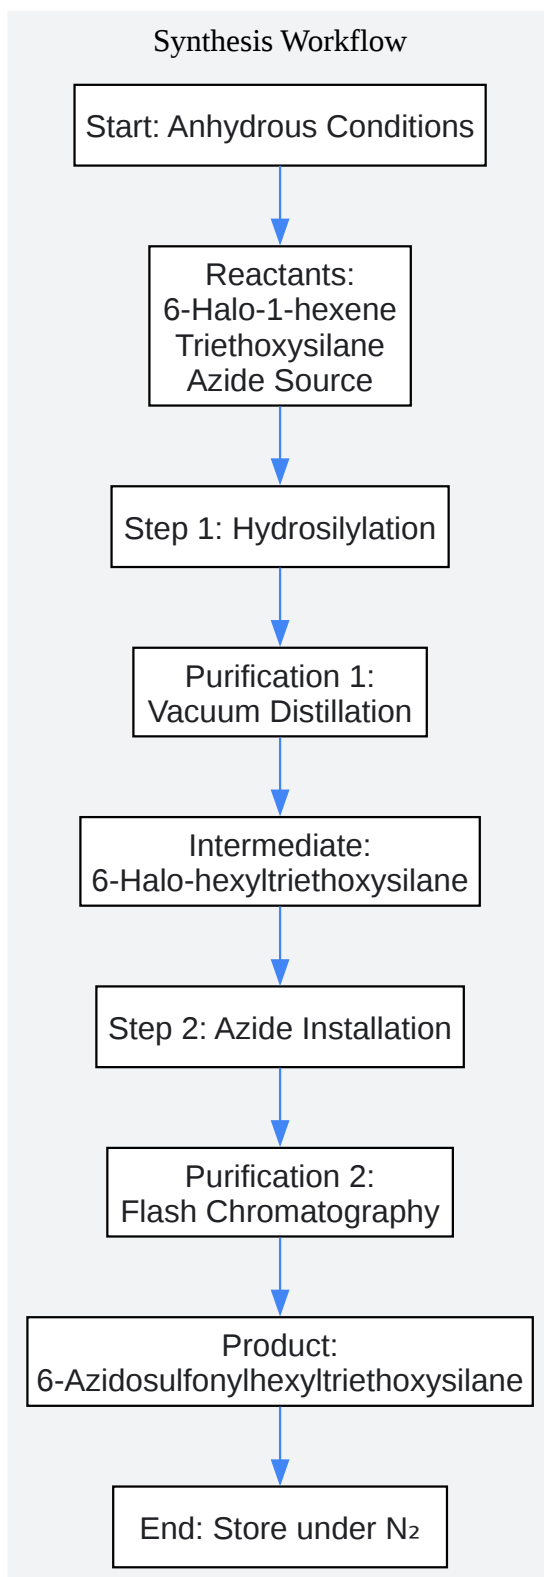 Synthesis Workflow
Start: Anhydrous Conditions
Reactants:
6-Halo-1-hexene
Triethoxysilane
Azide Source
Step 1: Hydrosilylation
Purification 1:
Vacuum Distillation
Intermediate:
6-Halo-hexyltriethoxysilane
Step 2: Azide Installation
Purification 2:
Flash Chromatography
Product:
6-Azidosulfonylhexyltriethoxysilane
End: Store under N₂